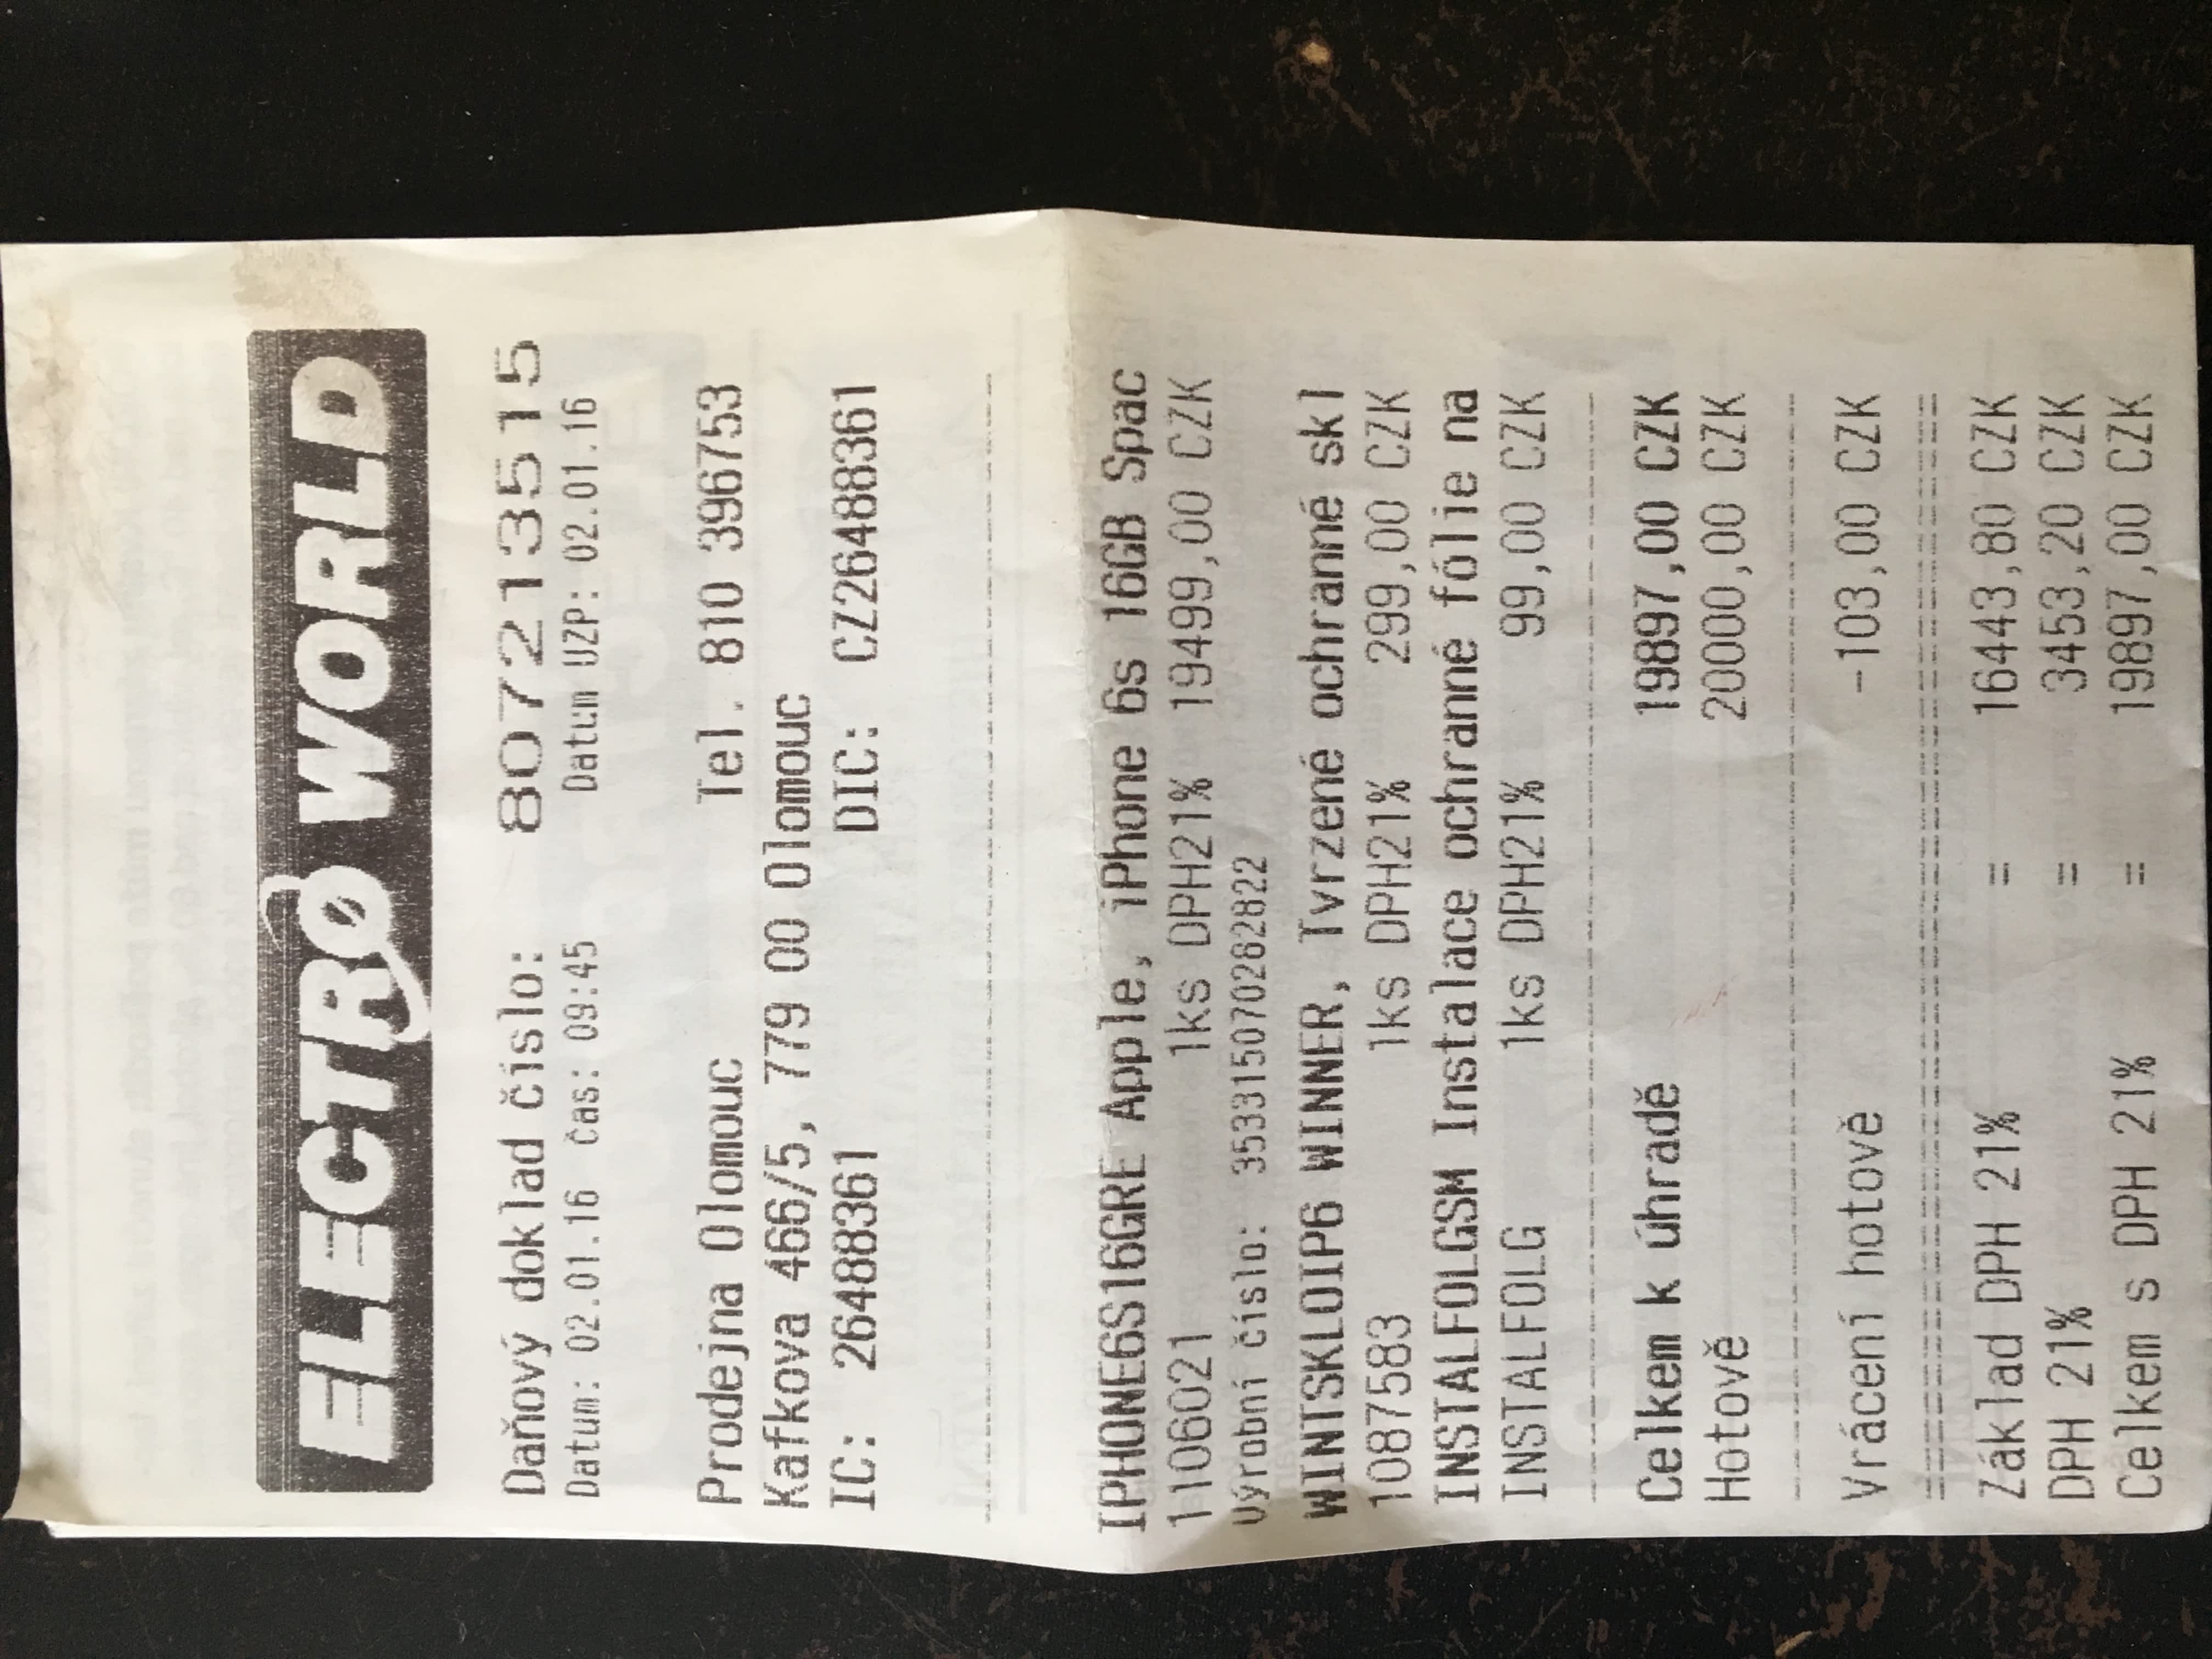 ELECTRO WORLD
Daňový doklad číslo: 8072213515
Datum: 02.01.16 Čas: 09:45 Datum UZP: 02.01.16
Prodejna Olomouc Tel. 810 396753
Kafkova 466/5, 779 00 Olomouc
IC: 26488361 DIC: CZ26488361
IPHONE6S16GRE Apple, iPhone 6s 16GB Spac
1106021 1ks DPH21% 19499,00 CZK
Výrobní číslo: 353315070282822
WINTSKLOIP6 WINNER, Tvrzené ochranné skl
1087583 1ks DPH21% 299,00 CZK
INSTALFOLGSM Instalace ochranné fólie na
INSTALFOLG 1ks DPH21% 99,00 CZK
Celkem k úhradě 19897,00 CZK
Hotově 20000,00 CZK
Vrácení hotově -103,00 CZK
Základ DPH 21% = 16443,80 CZK
DPH 21% = 3453,20 CZK
Celkem s DPH 21% = 19897,00 CZK